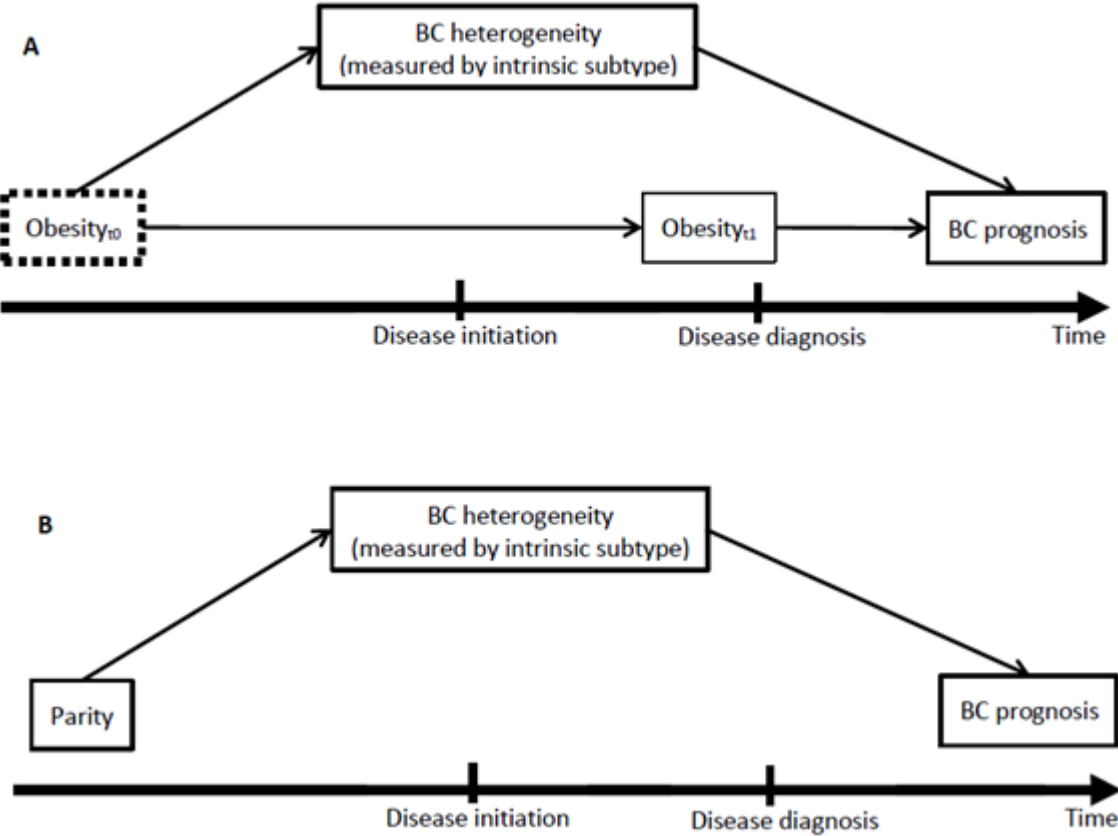 A
BC heterogeneity
(measured by intrinsic subtype)
Obesityt0
Obesityt1
BC prognosis
Disease initiation
Disease diagnosis
Time
B
BC heterogeneity
(measured by intrinsic subtype)
Parity
BC prognosis
Disease initiation
Disease diagnosis
Time